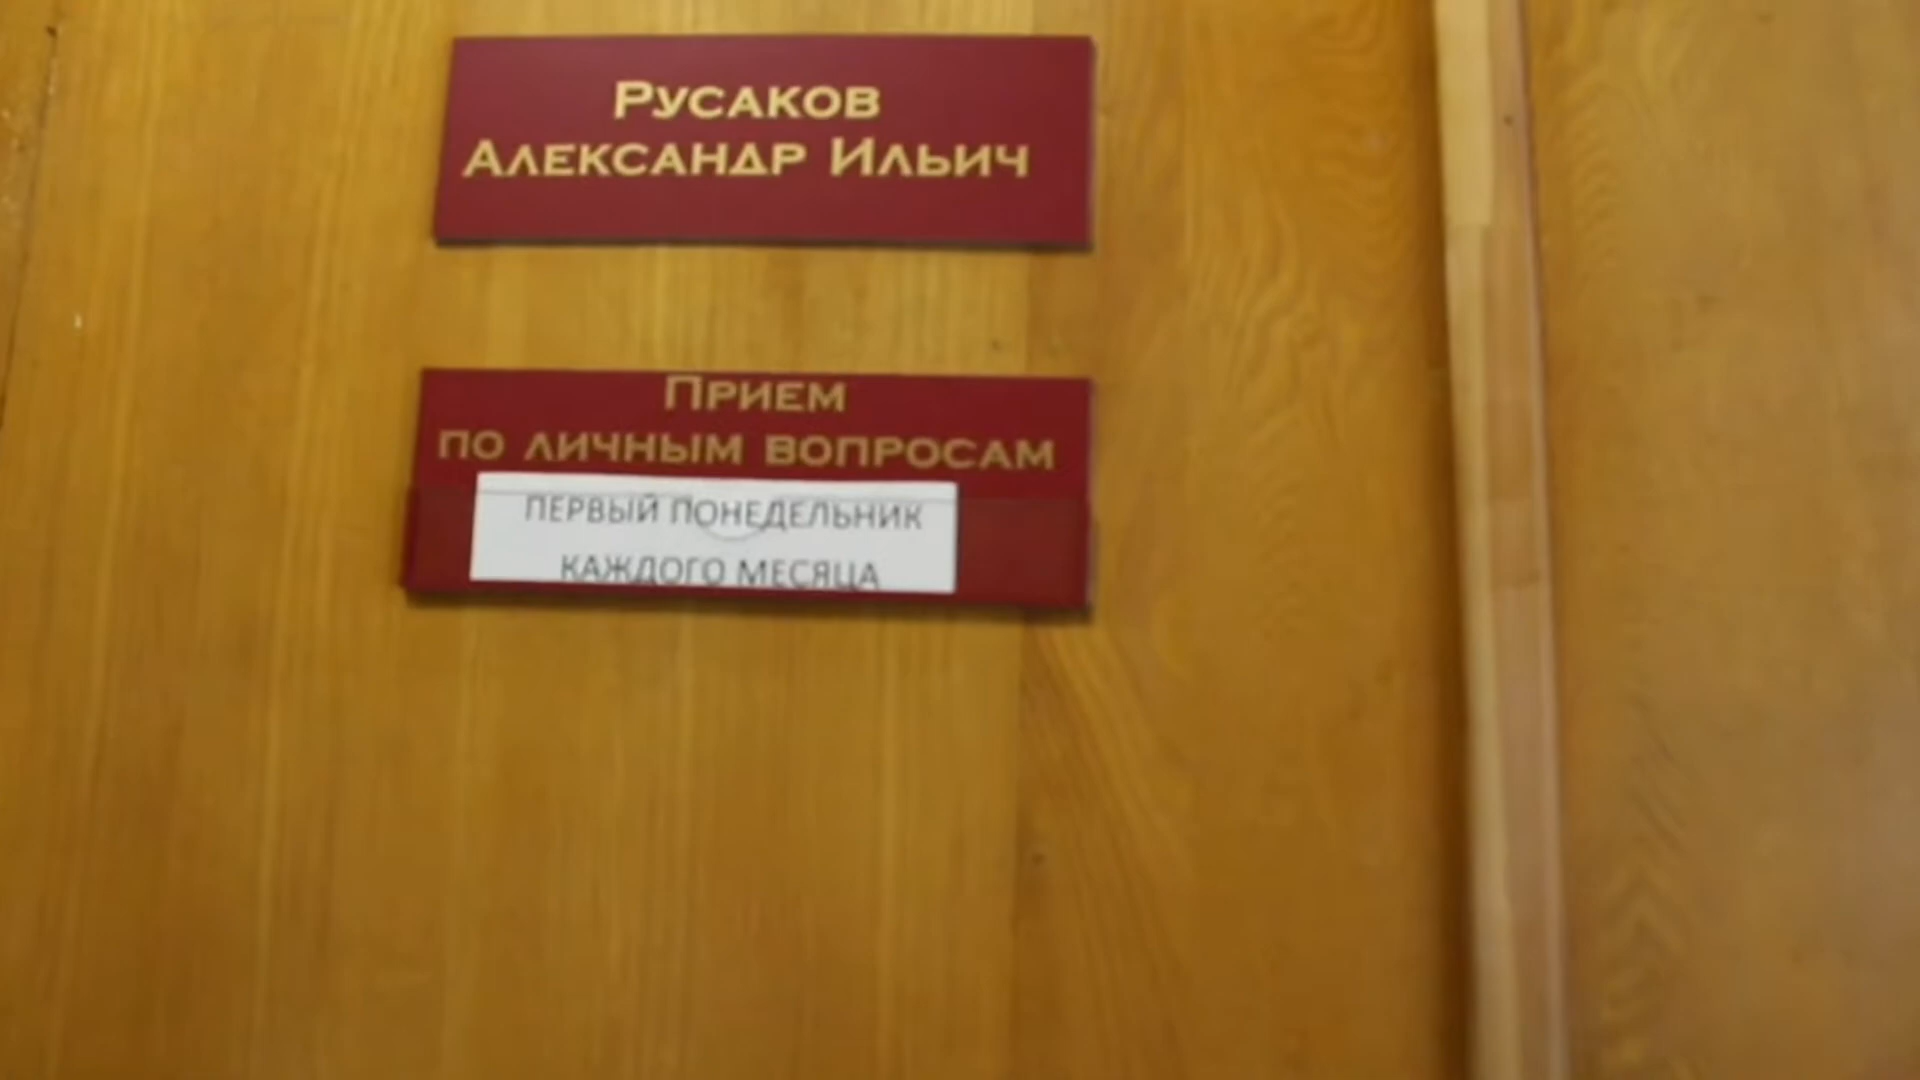 Русаков
Александр Ильич
Прием
по личным вопросам
ПЕРВЫЙ ПОНЕДЕЛЬНИК
КАЖДОГО МЕСЯЦА